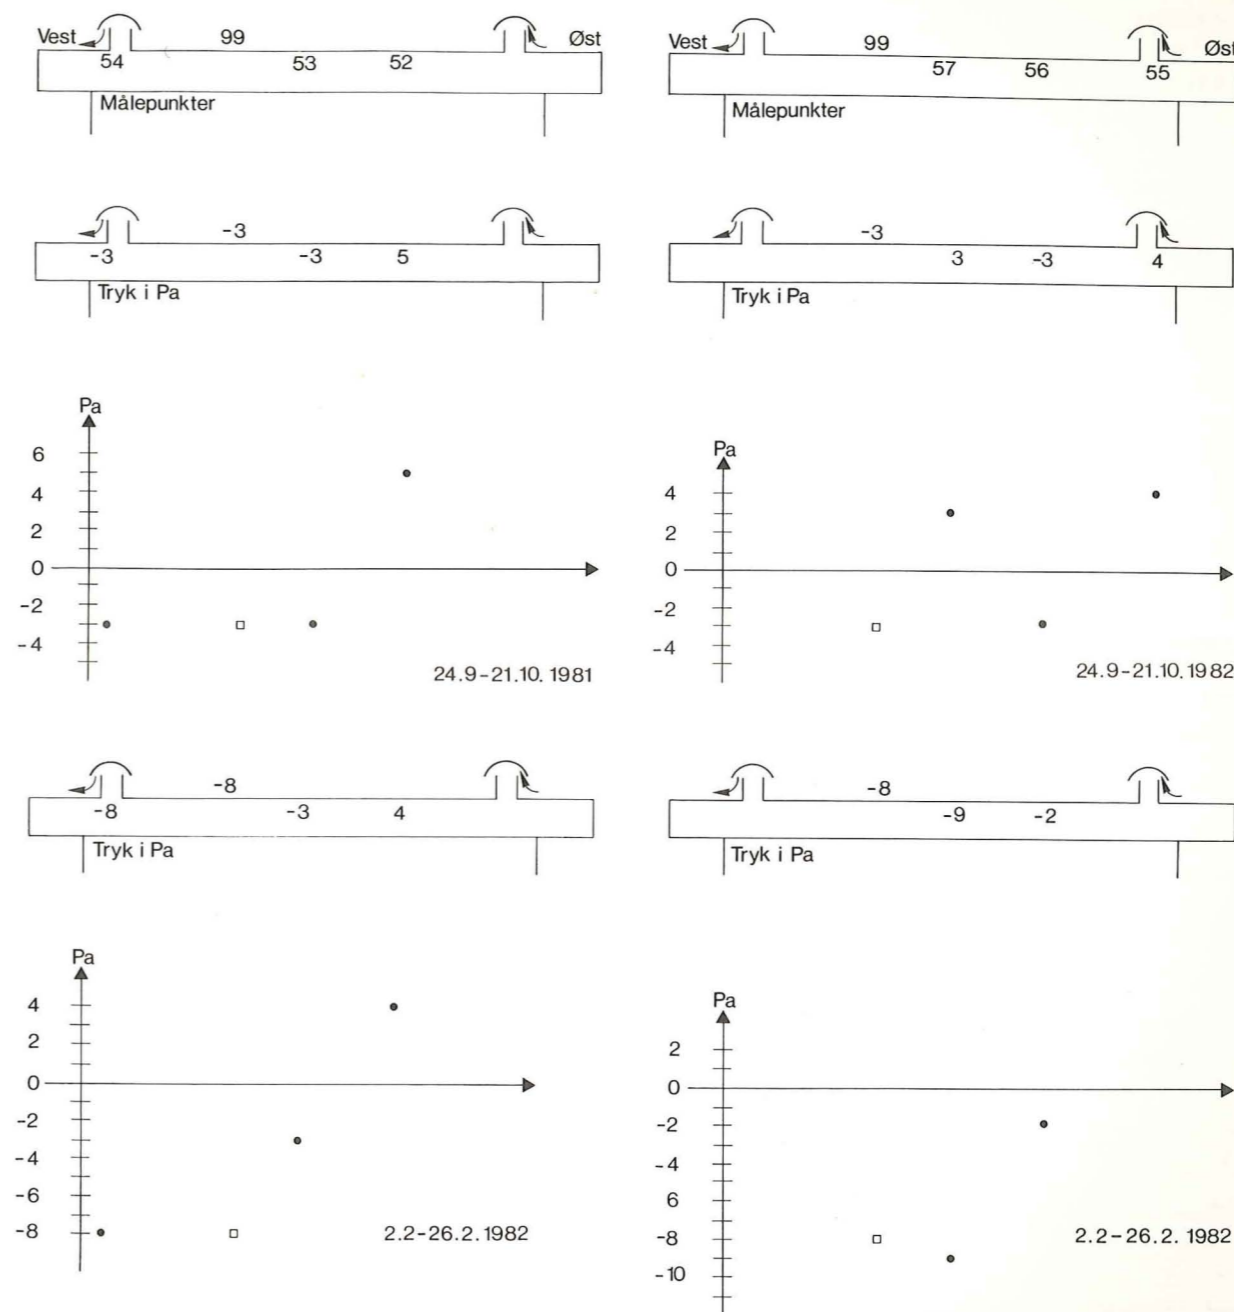 Vest 99 Øst
54 53 52
Målepunkter
-3
-3 -3 5
Tryk i Pa
Pa
6
4
2
0
-2
-4
24.9-21.10.1981
-8
-8 -3 4
Tryk i Pa
Pa
4
2
0
-2
-4
-6
-8
2.2-26.2.1982
Vest 99 Øst
57 56 55
Målepunkter
-3
3 -3 4
Tryk i Pa
Pa
4
2
0
-2
-4
24.9-21.10.1982
-8
-9 -2
Tryk i Pa
Pa
2
0
-2
-4
6
-8
-10
2.2-26.2.1982